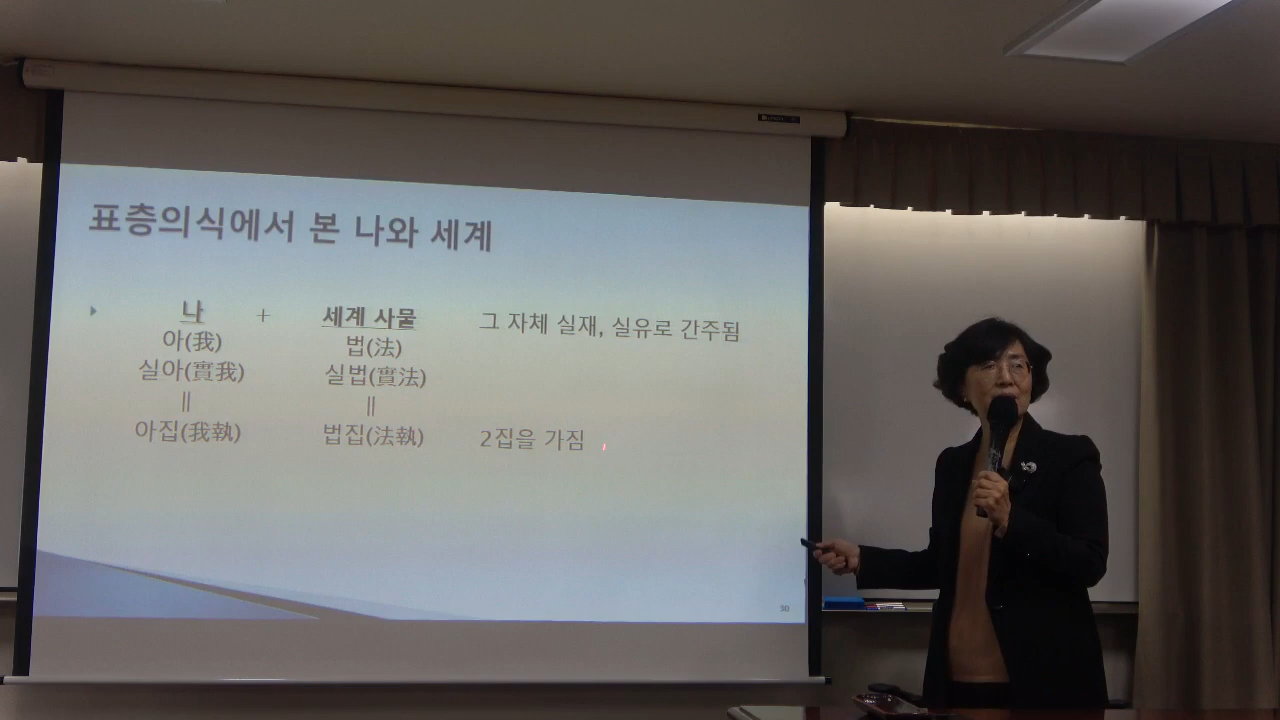 표층의식에서 본 나와 세계
나 + 세계 사물 그 자체 실재, 실유로 간주됨
아(我) 법(法)
실아(實我) 실법(實法)
|| ||
아집(我執) 법집(法執) 2집을 가짐
30